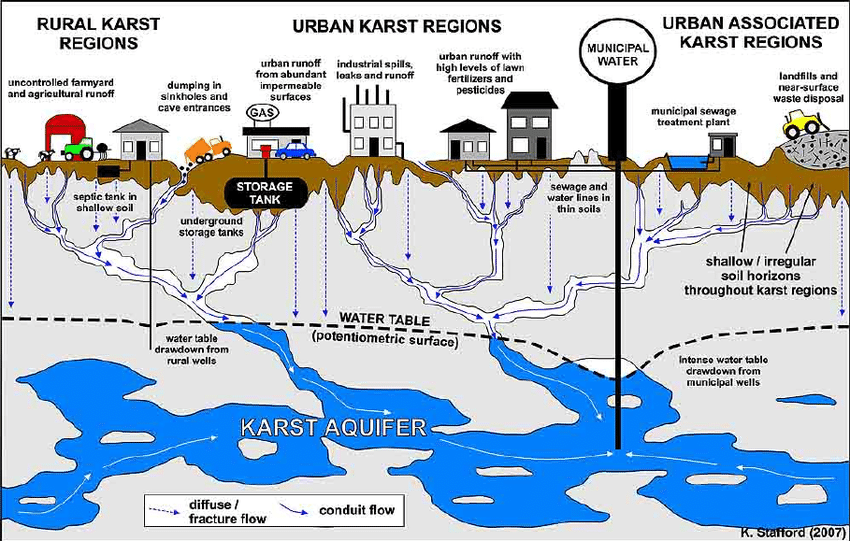 RURAL KARST
REGIONS
URBAN KARST REGIONS
URBAN ASSOCIATED
KARST REGIONS
MUNICIPAL
WATER
uncontrolled farmyard
and agricultural runoff
dumping in
sinkholes and
cave entrances
urban runoff
from abundant
impermeable
surfaces
industrial spills,
leaks and runoff
urban runoff with
high levels of lawn
fertilizers and
pesticides
municipal sewage
treatment plant
landfills and
near-surface
waste disposal
GAS
STORAGE
TANK
septic tank in
shallow soil
underground
storage tanks
sewage and
water lines in
thin soils
shallow / irregular
soil horizons
throughout karst regions
WATER TABLE
(potentiometric surface)
water table
drawdown from
rural wells
intense water table
drawdown from
municipal wells
KARST AQUIFER
diffuse /
fracture flow
conduit flow
K. Stafford (2007)